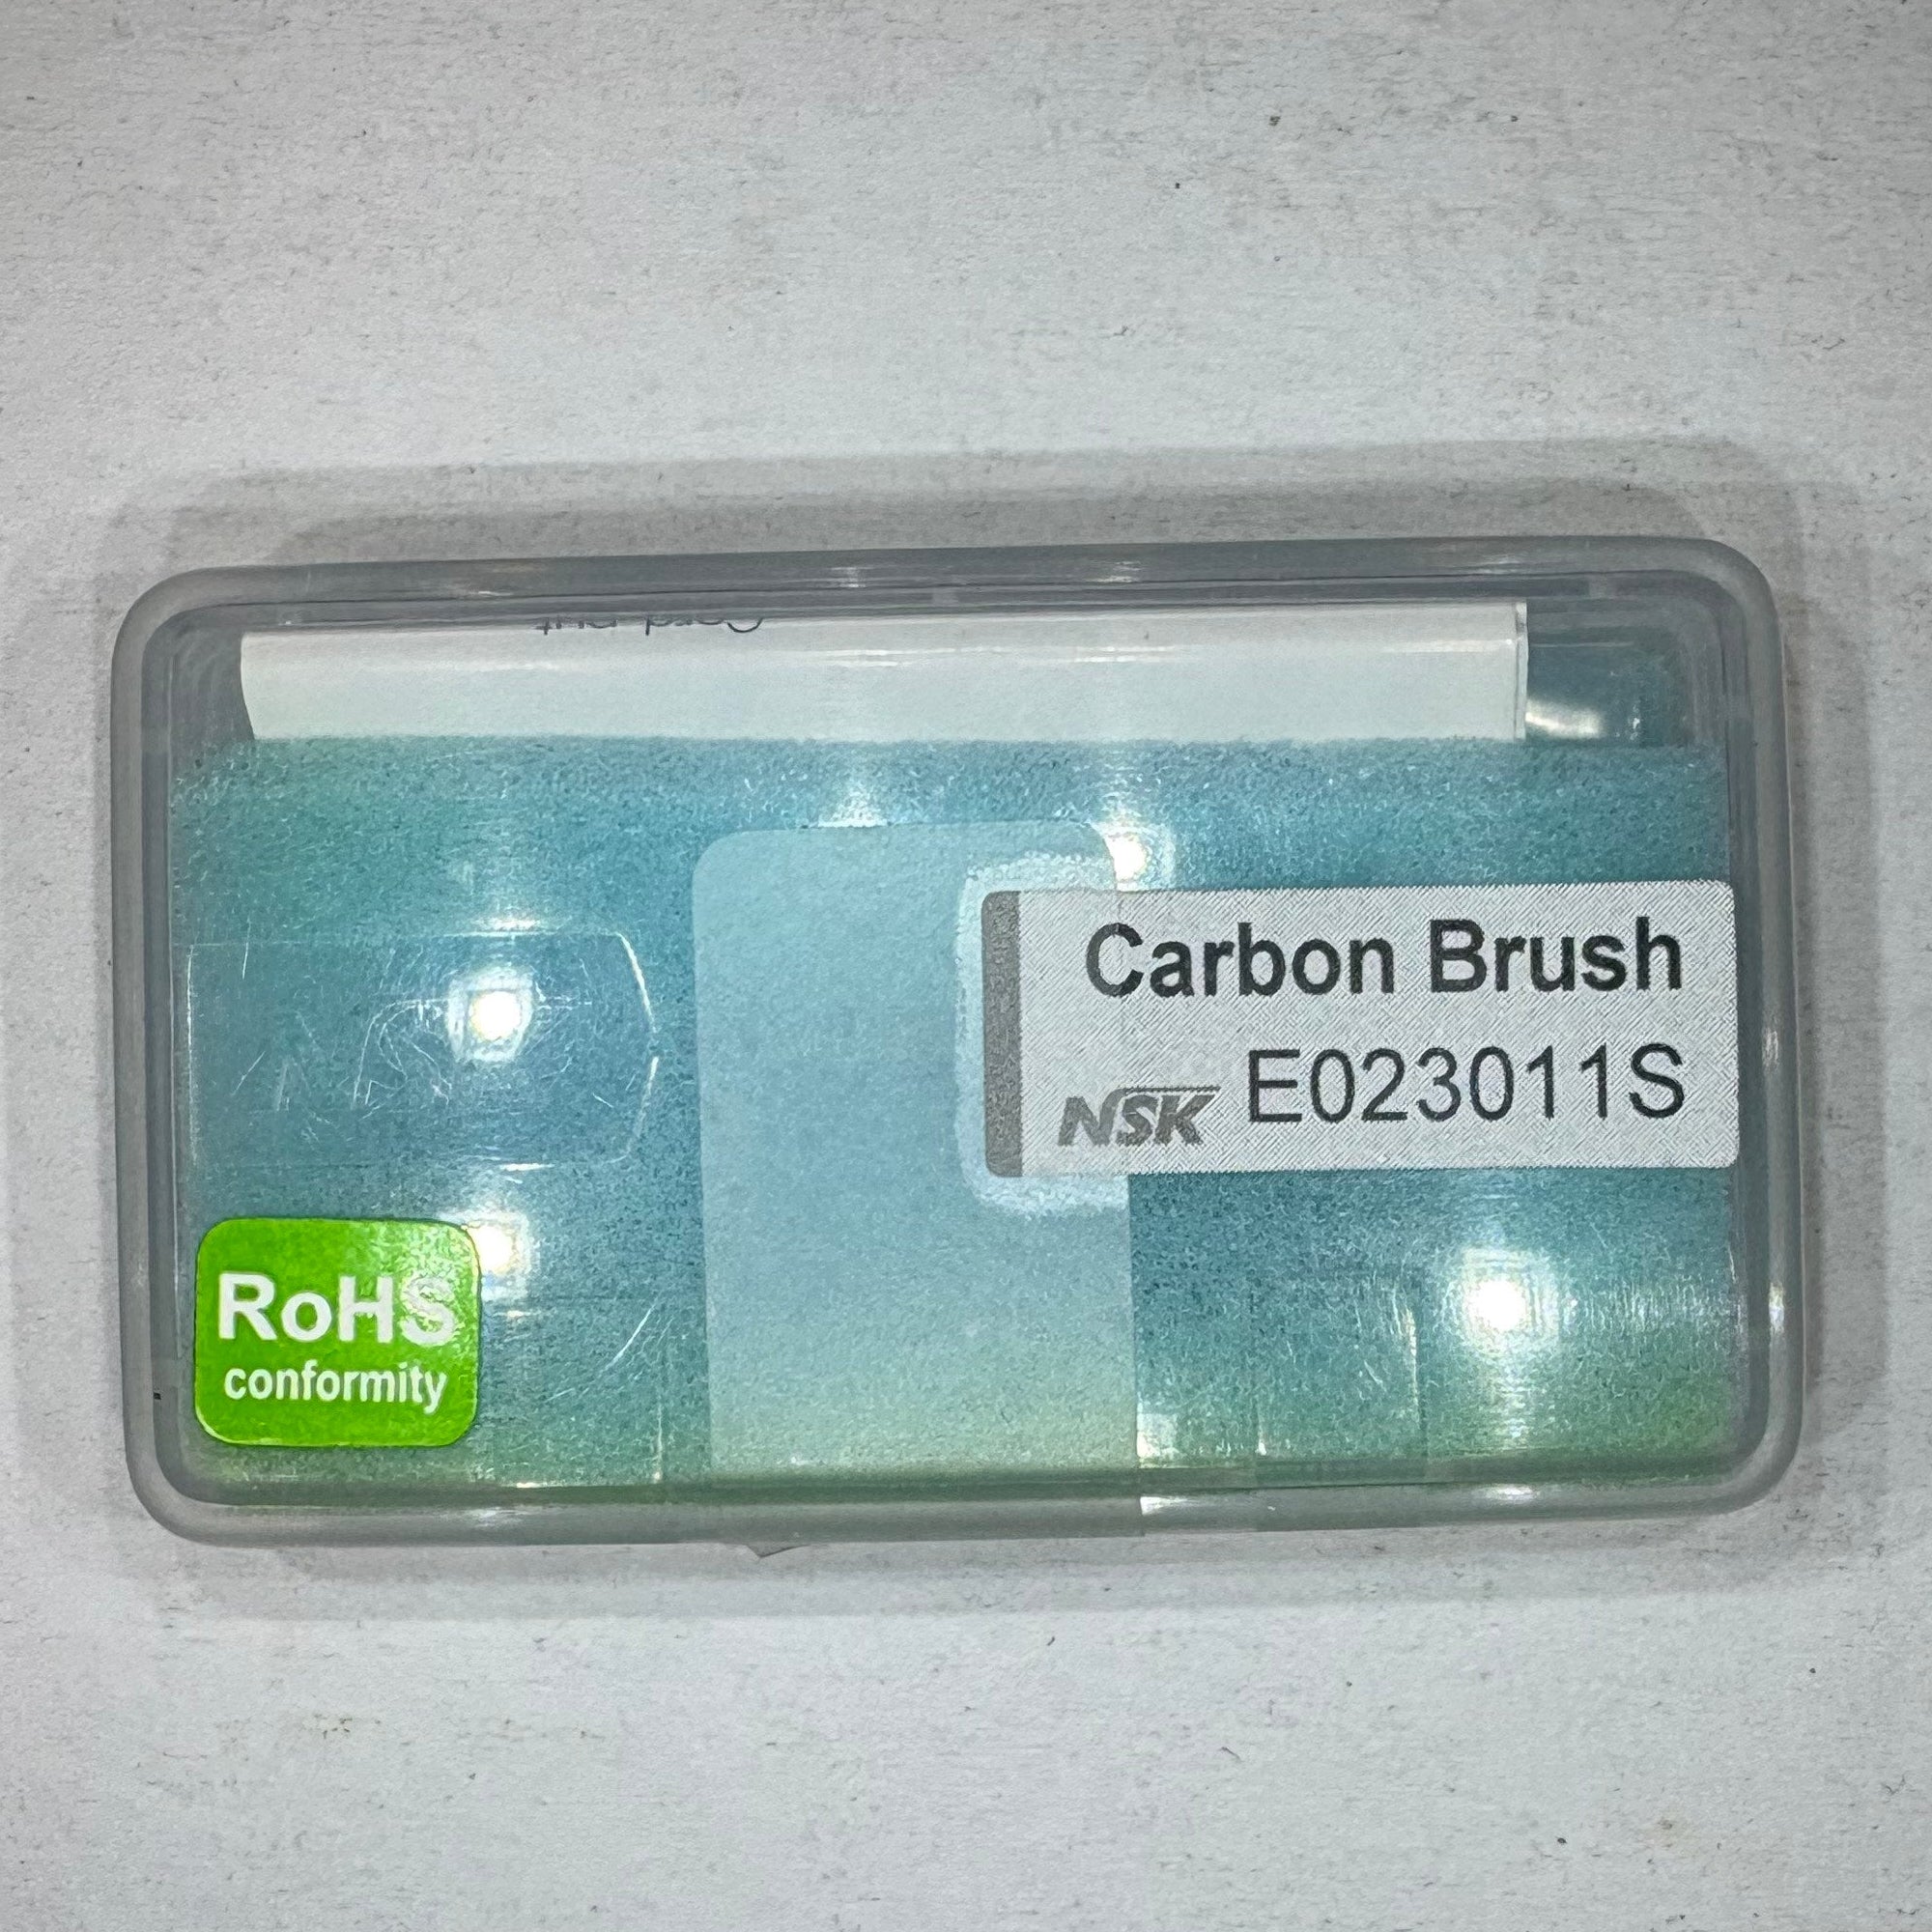 Carbon Brush
NSK E023011S
RoHS
conformity